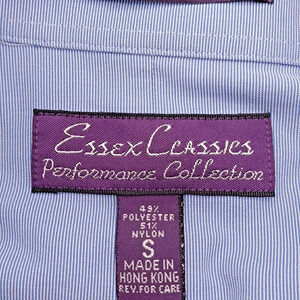 Essex Classics
Performance Collection
49%
POLYESTER
51%
NYLON
S
MADE IN
HONG KONG
REV. FOR CARE